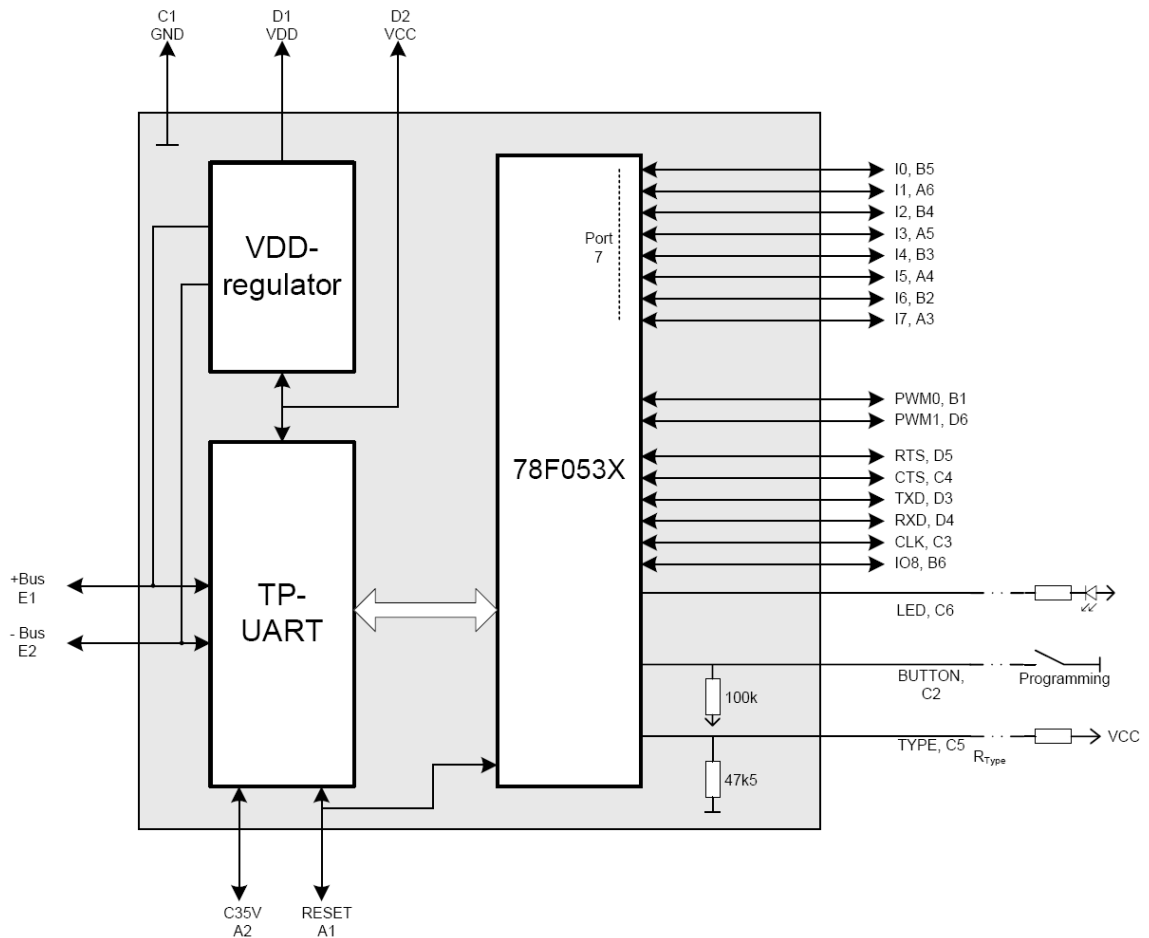 C1
GND
D1
VDD
D2
VCC
VDD-
regulator
Port
7
I0, B5
I1, A6
I2, B4
I3, A5
I4, B3
I5, A4
I6, B2
I7, A3
PWM0, B1
PWM1, D6
78F053X
RTS, D5
CTS, C4
TXD, D3
RXD, D4
CLK, C3
IO8, B6
+Bus
E1
- Bus
E2
TP-
UART
LED, C6
BUTTON,
C2
Programming
100k
TYPE, C5
RType
VCC
47k5
C35V
A2
RESET
A1